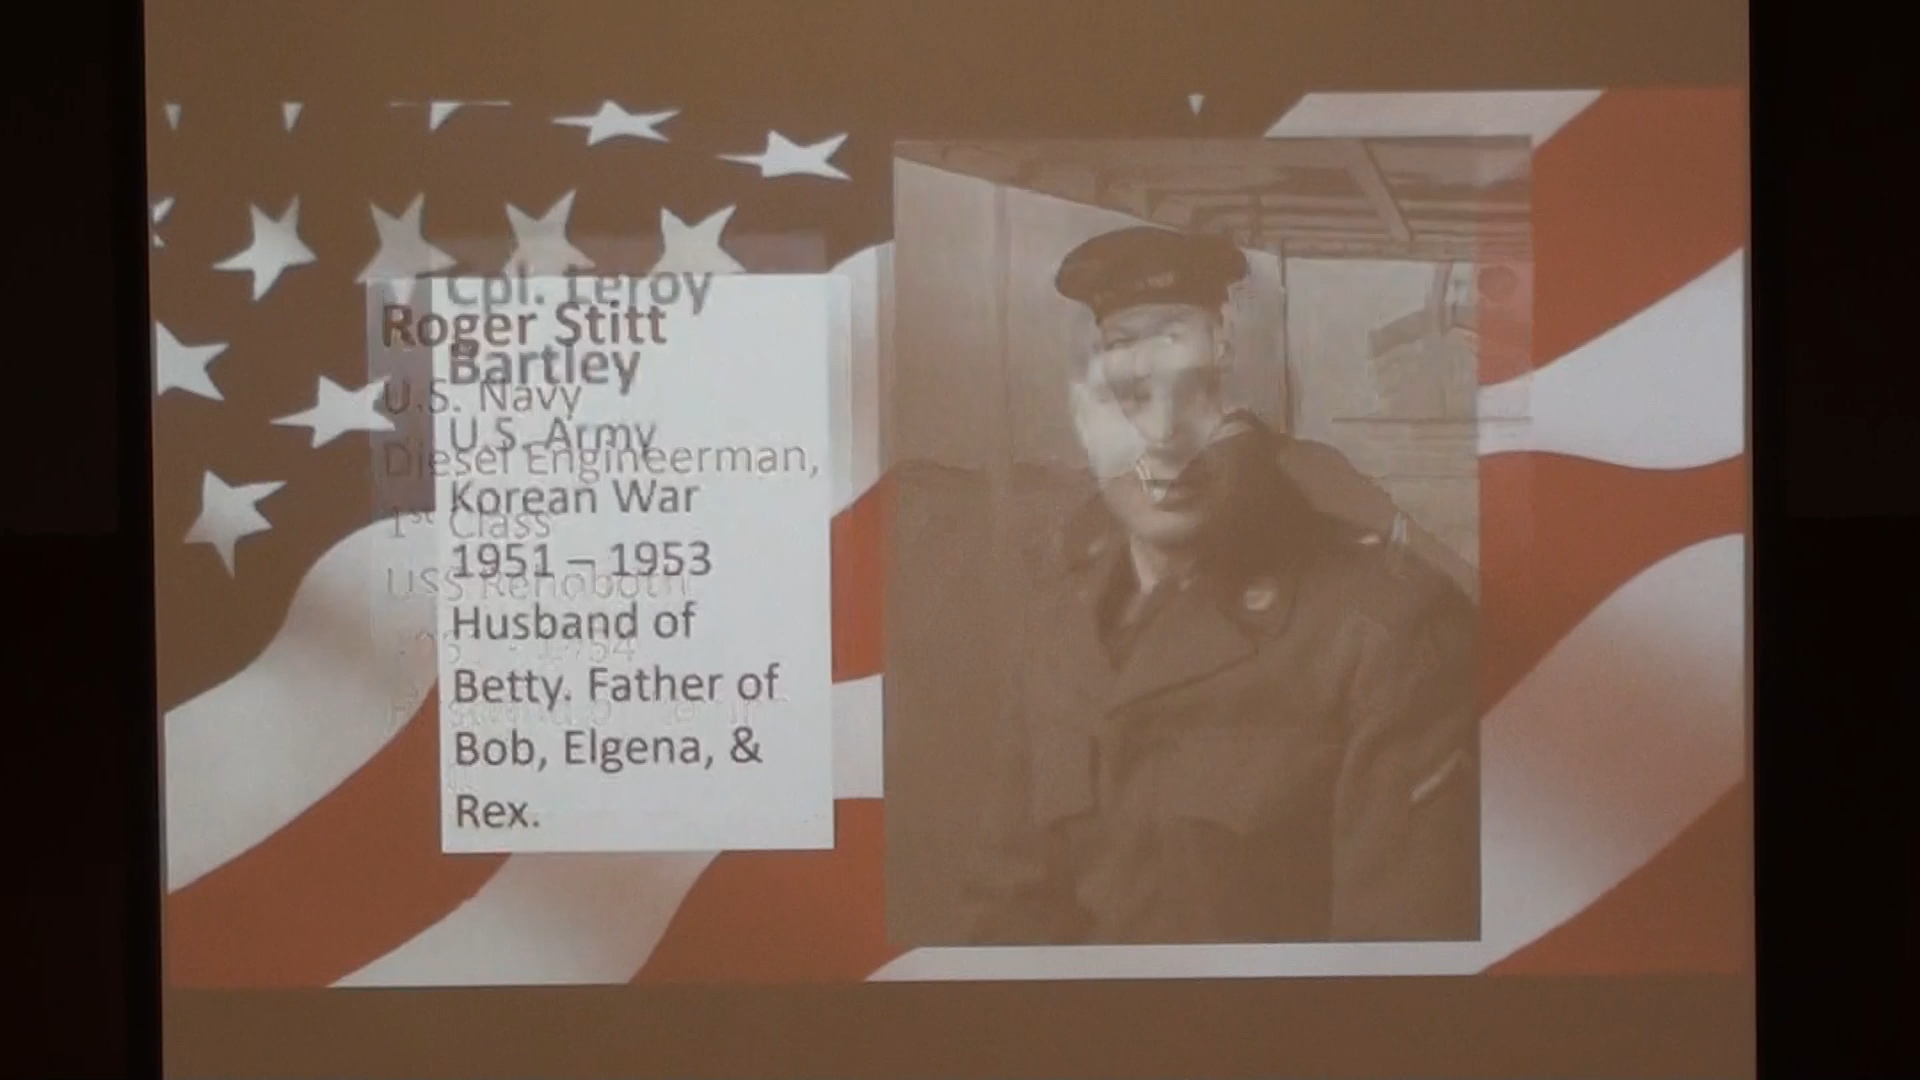 Cpl. Leroy
Bartley
U.S. Army
Korean War
1951 – 1953
Husband of
Betty. Father of
Bob, Elgena, &
Rex.
Roger Stitt
U.S. Navy
Diesel Engineerman,
1st Class
USS Rehoboth
1954